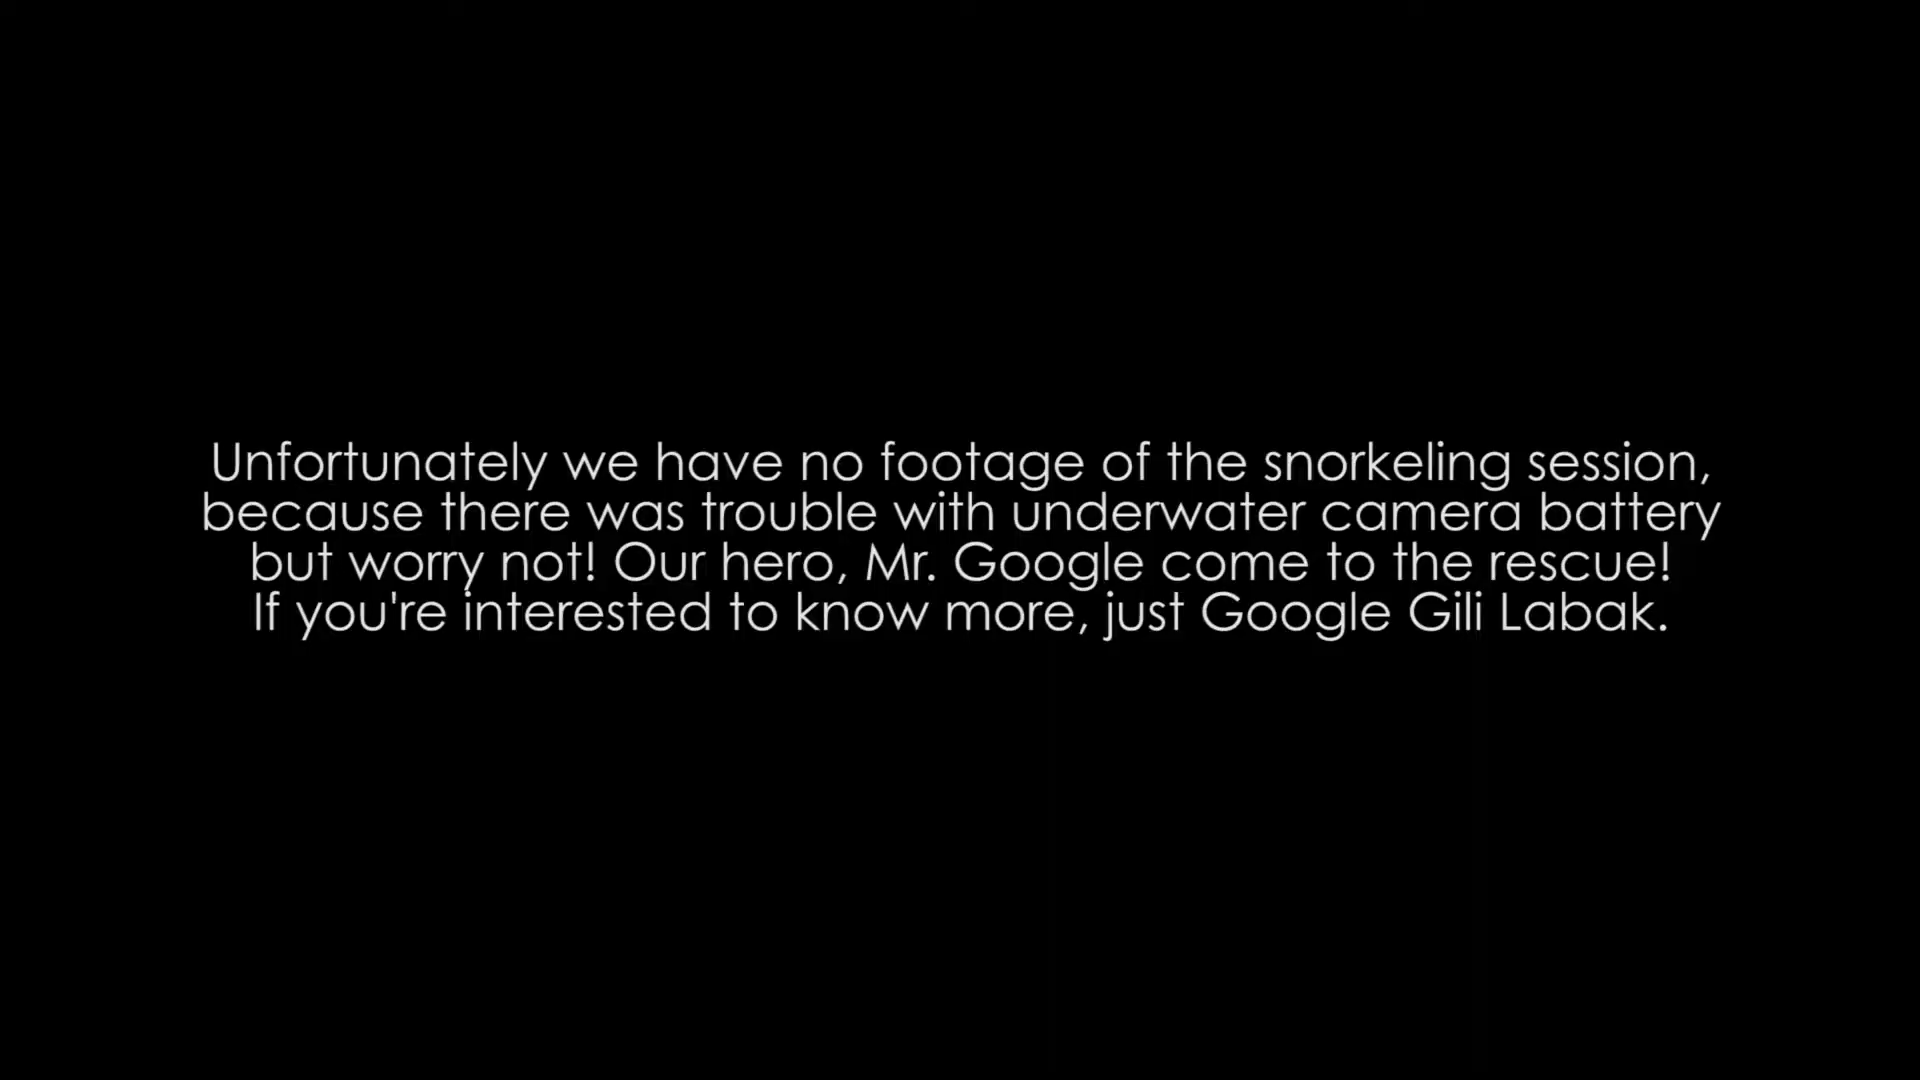 Unfortunately we have no footage of the snorkeling session,
because there was trouble with underwater camera battery
but worry not! Our hero, Mr. Google come to the rescue!
If you're interested to know more, just Google Gili Labak.